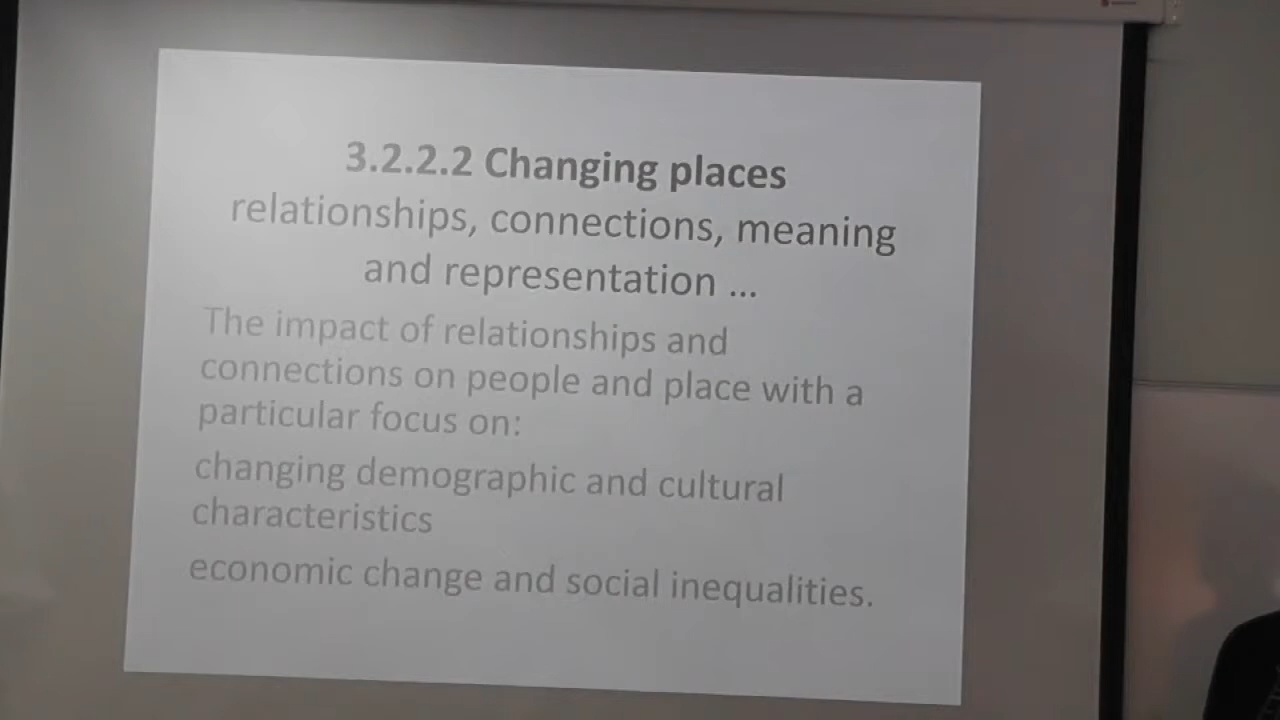 3.2.2.2 Changing places
relationships, connections, meaning
and representation ...
The impact of relationships and
connections on people and place with a
particular focus on:
changing demographic and cultural
characteristics
economic change and social inequalities.